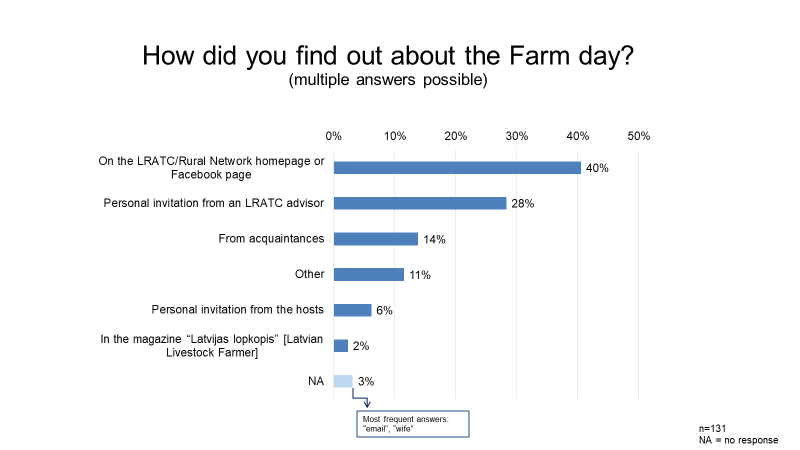 How did you find out about the Farm day?
(multiple answers possible)
0% 10% 20% 30% 40% 50%
On the LRATC/Rural Network homepage or
Facebook page
40%
Personal invitation from an LRATC advisor
28%
From acquaintances
14%
Other
11%
Personal invitation from the hosts
6%
In the magazine “Latvijas lopkopis” [Latvian
Livestock Farmer]
2%
NA
3%
Most frequent answers:
"email", "wife"
n=131
NA = no response